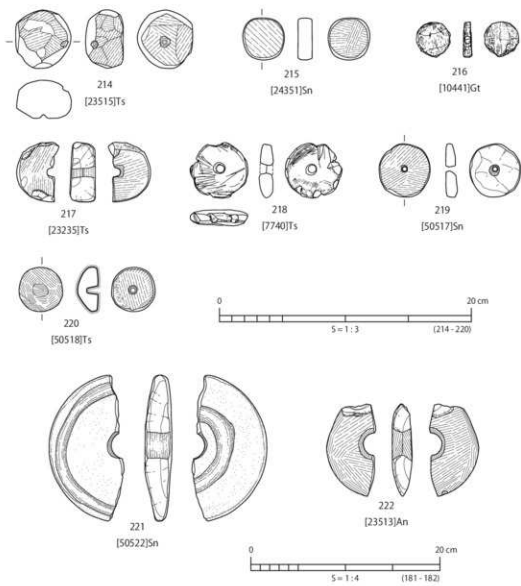 214
[23515]Ts
215
[24351]Sn
216
[10441]Gt
217
[23235]Ts
218
[7740]Ts
219
[50517]Sn
220
[50518]Ts
0 20 cm
S = 1 : 3 (214 - 220)
221
[50522]Sn
222
[23513]An
0 20 cm
S = 1 : 4 (181 - 182)